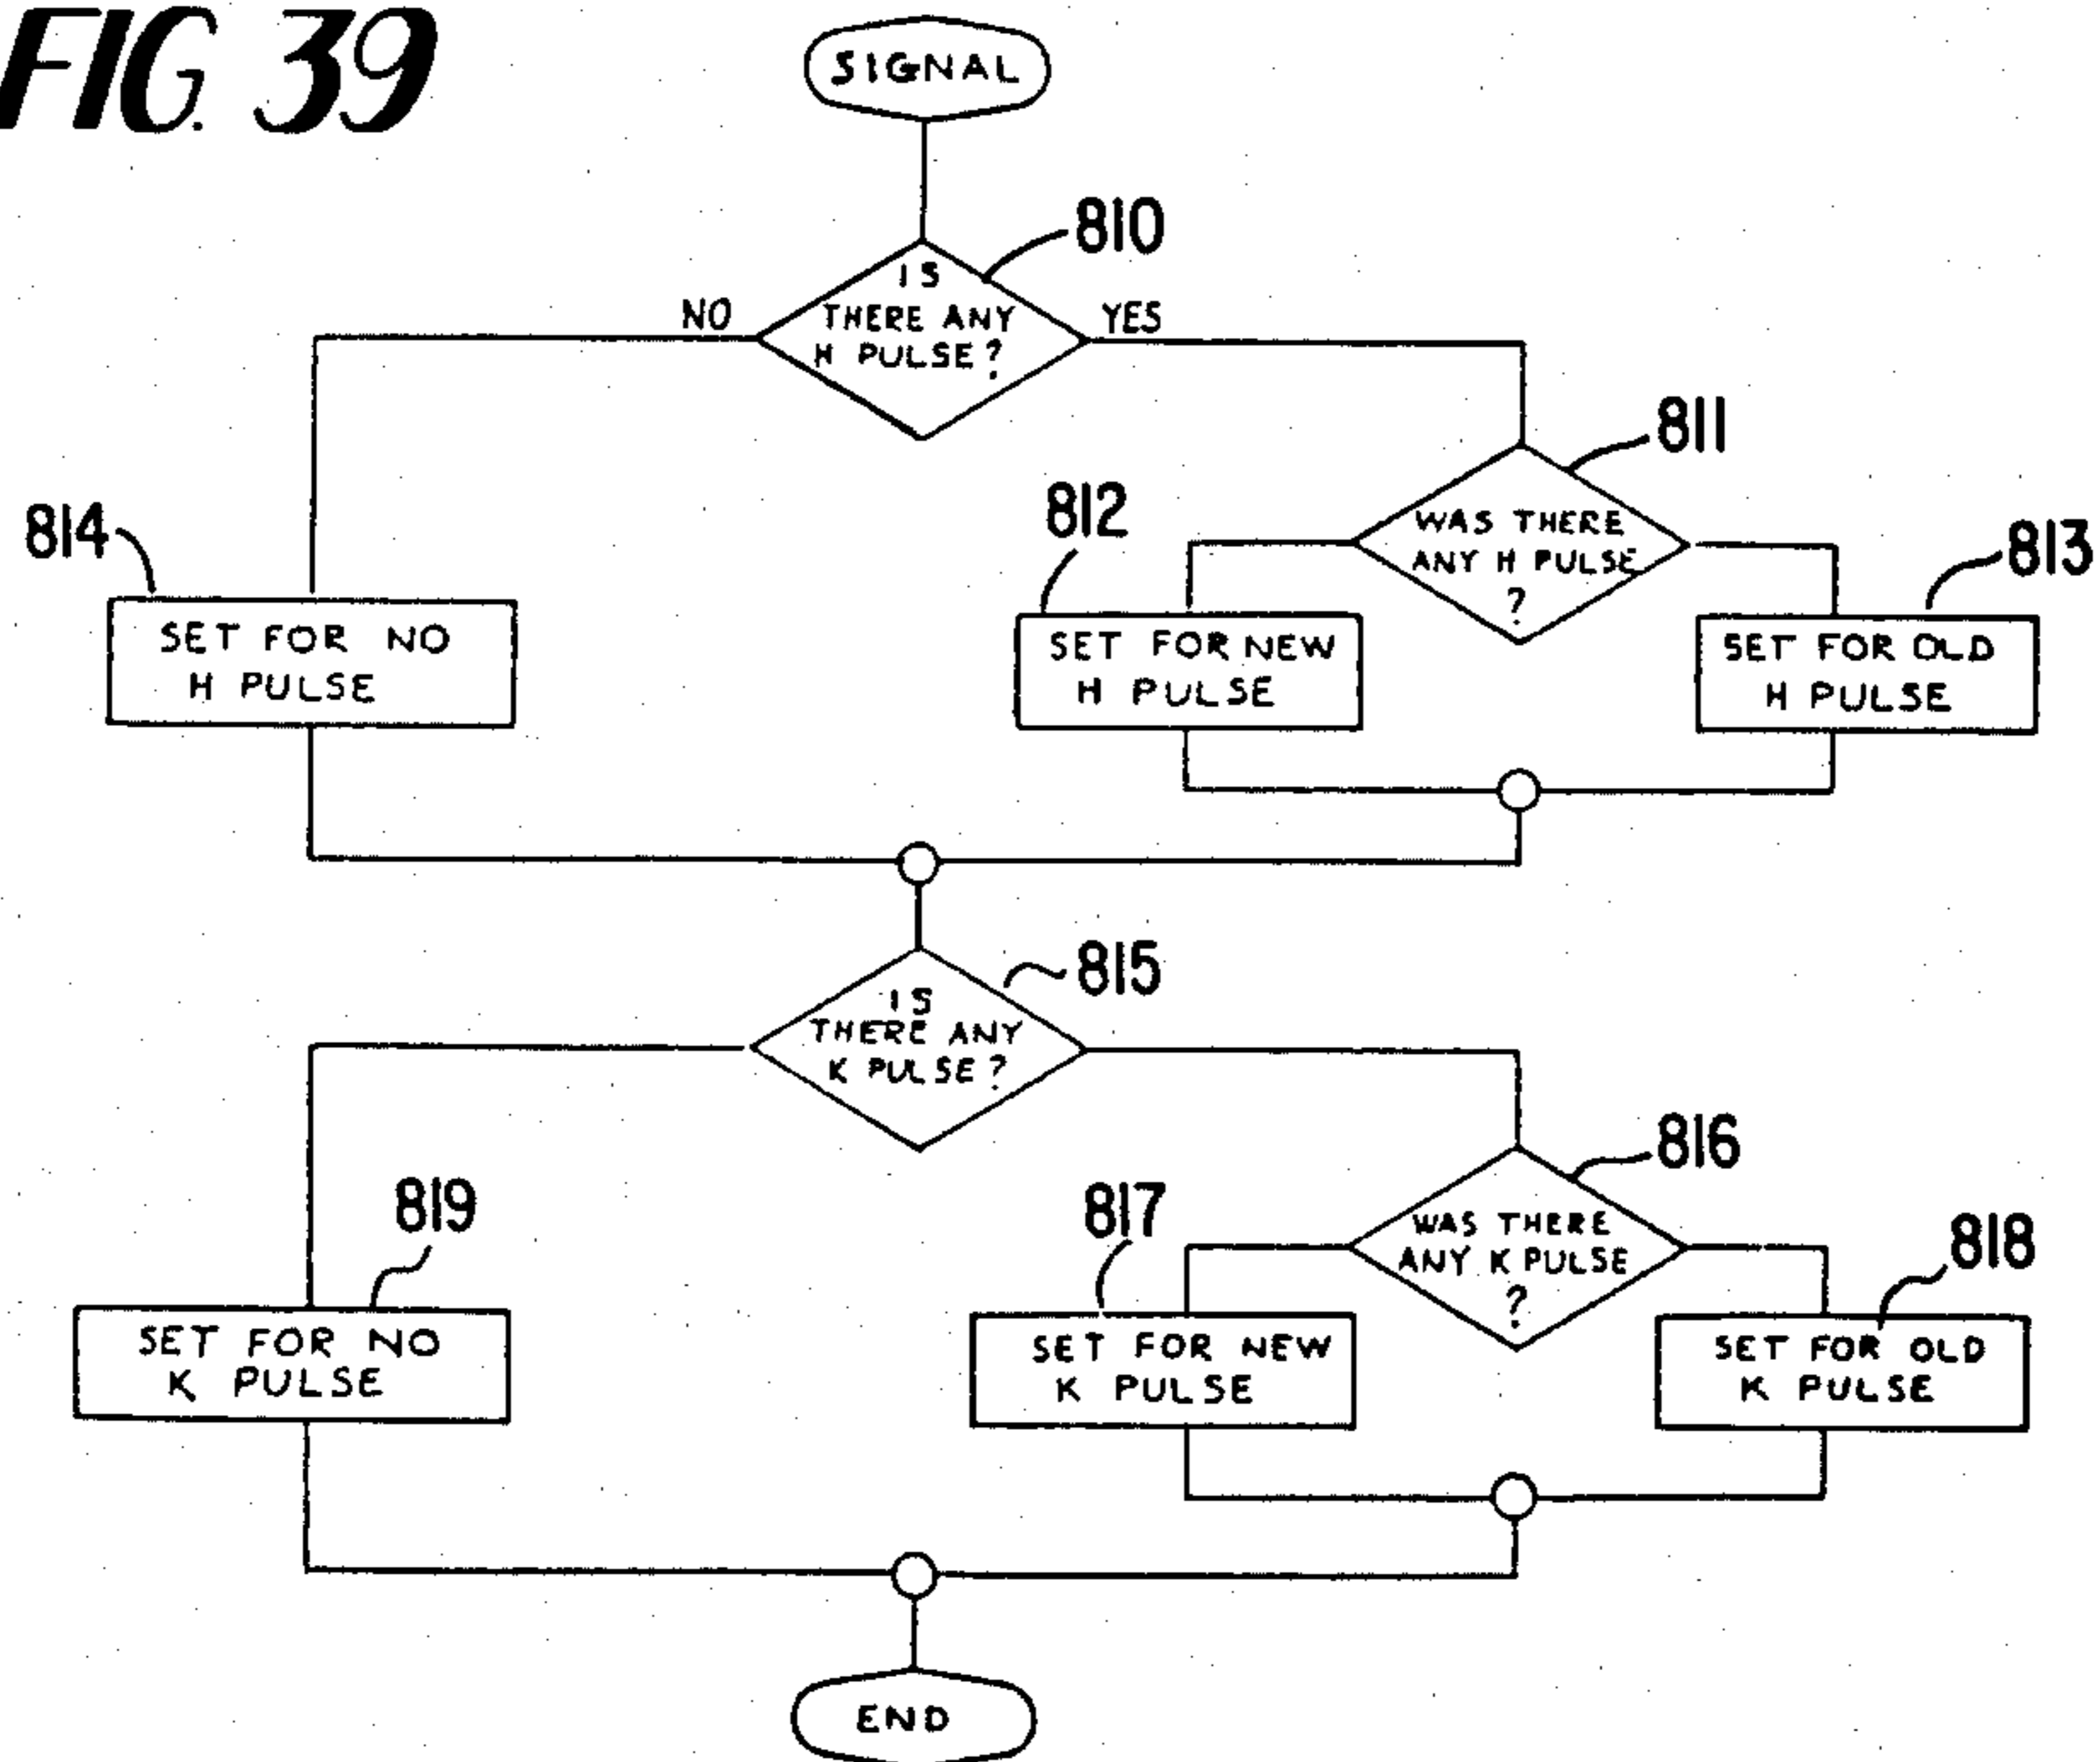 FIG. 39
SIGNAL
810
IS
THERE ANY
H PULSE?
NO
YES
811
WAS THERE
ANY H PULSE
?
812
813
814
SET FOR NO
H PULSE
SET FOR NEW
H PULSE
SET FOR OLD
H PULSE
815
IS
THERE ANY
K PULSE?
816
WAS THERE
ANY K PULSE
?
817
818
819
SET FOR NO
K PULSE
SET FOR NEW
K PULSE
SET FOR OLD
K PULSE
END